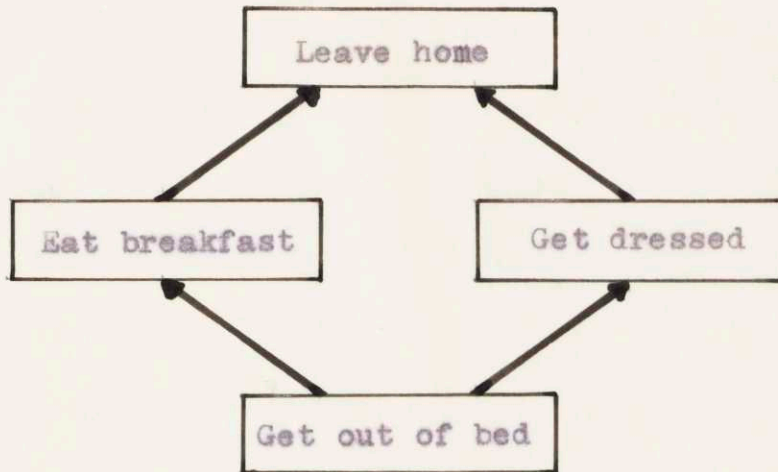 Leave home
Eat breakfast
Get dressed
Get out of bed